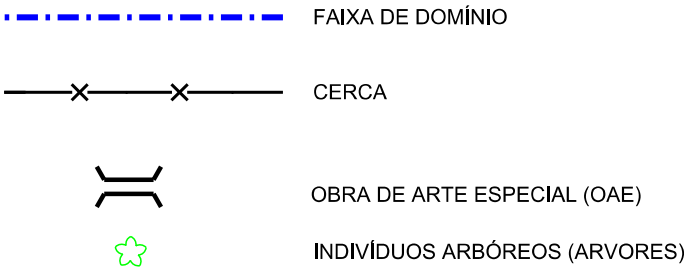 FAIXA DE DOMÍNIO
CERCA
OBRA DE ARTE ESPECIAL (OAE)
INDIVÍDUOS ARBÓREOS (ARVORES)